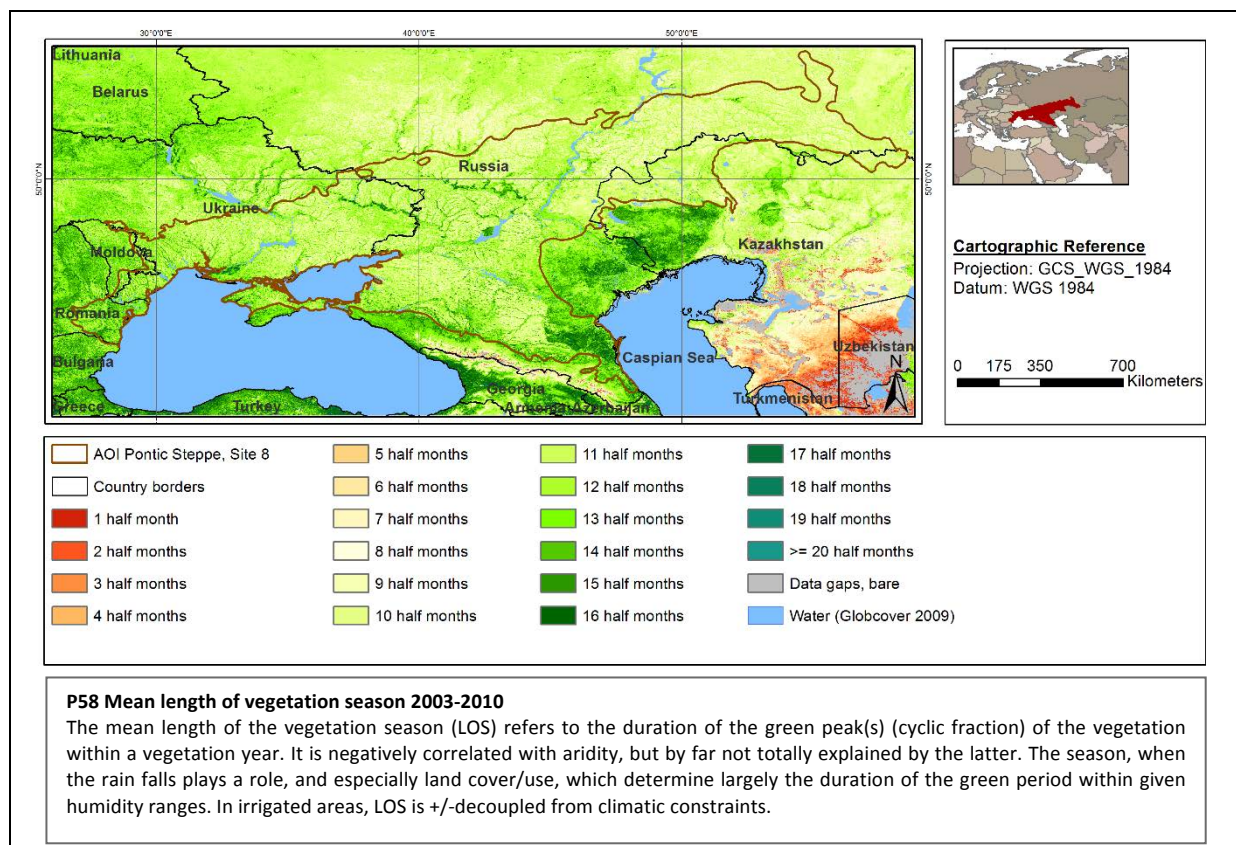 30°0'0"E 40°0'0"E 50°0'0"E
50°0'0"N
50°0'0"N
Lithuania
Belarus
Russia
Ukraine
Moldova
Kazakhstan
Romania
Bulgaria
Caspian Sea
Uzbekistan
N
Georgia
Greece
Turkey
Armenia
Azerbaijan
Turkmenistan
Cartographic Reference
Projection: GCS_WGS_1984
Datum: WGS 1984
0 175 350 700
Kilometers
AOI Pontic Steppe, Site 8
Country borders
1 half month
2 half months
3 half months
4 half months
5 half months
6 half months
7 half months
8 half months
9 half months
10 half months
11 half months
12 half months
13 half months
14 half months
15 half months
16 half months
17 half months
18 half months
19 half months
>= 20 half months
Data gaps, bare
Water (Globcover 2009)
P58 Mean length of vegetation season 2003-2010
The mean length of the vegetation season (LOS) refers to the duration of the green peak(s) (cyclic fraction) of the vegetation
within a vegetation year. It is negatively correlated with aridity, but by far not totally explained by the latter. The season, when
the rain falls plays a role, and especially land cover/use, which determine largely the duration of the green period within given
humidity ranges. In irrigated areas, LOS is +/-decoupled from climatic constraints.